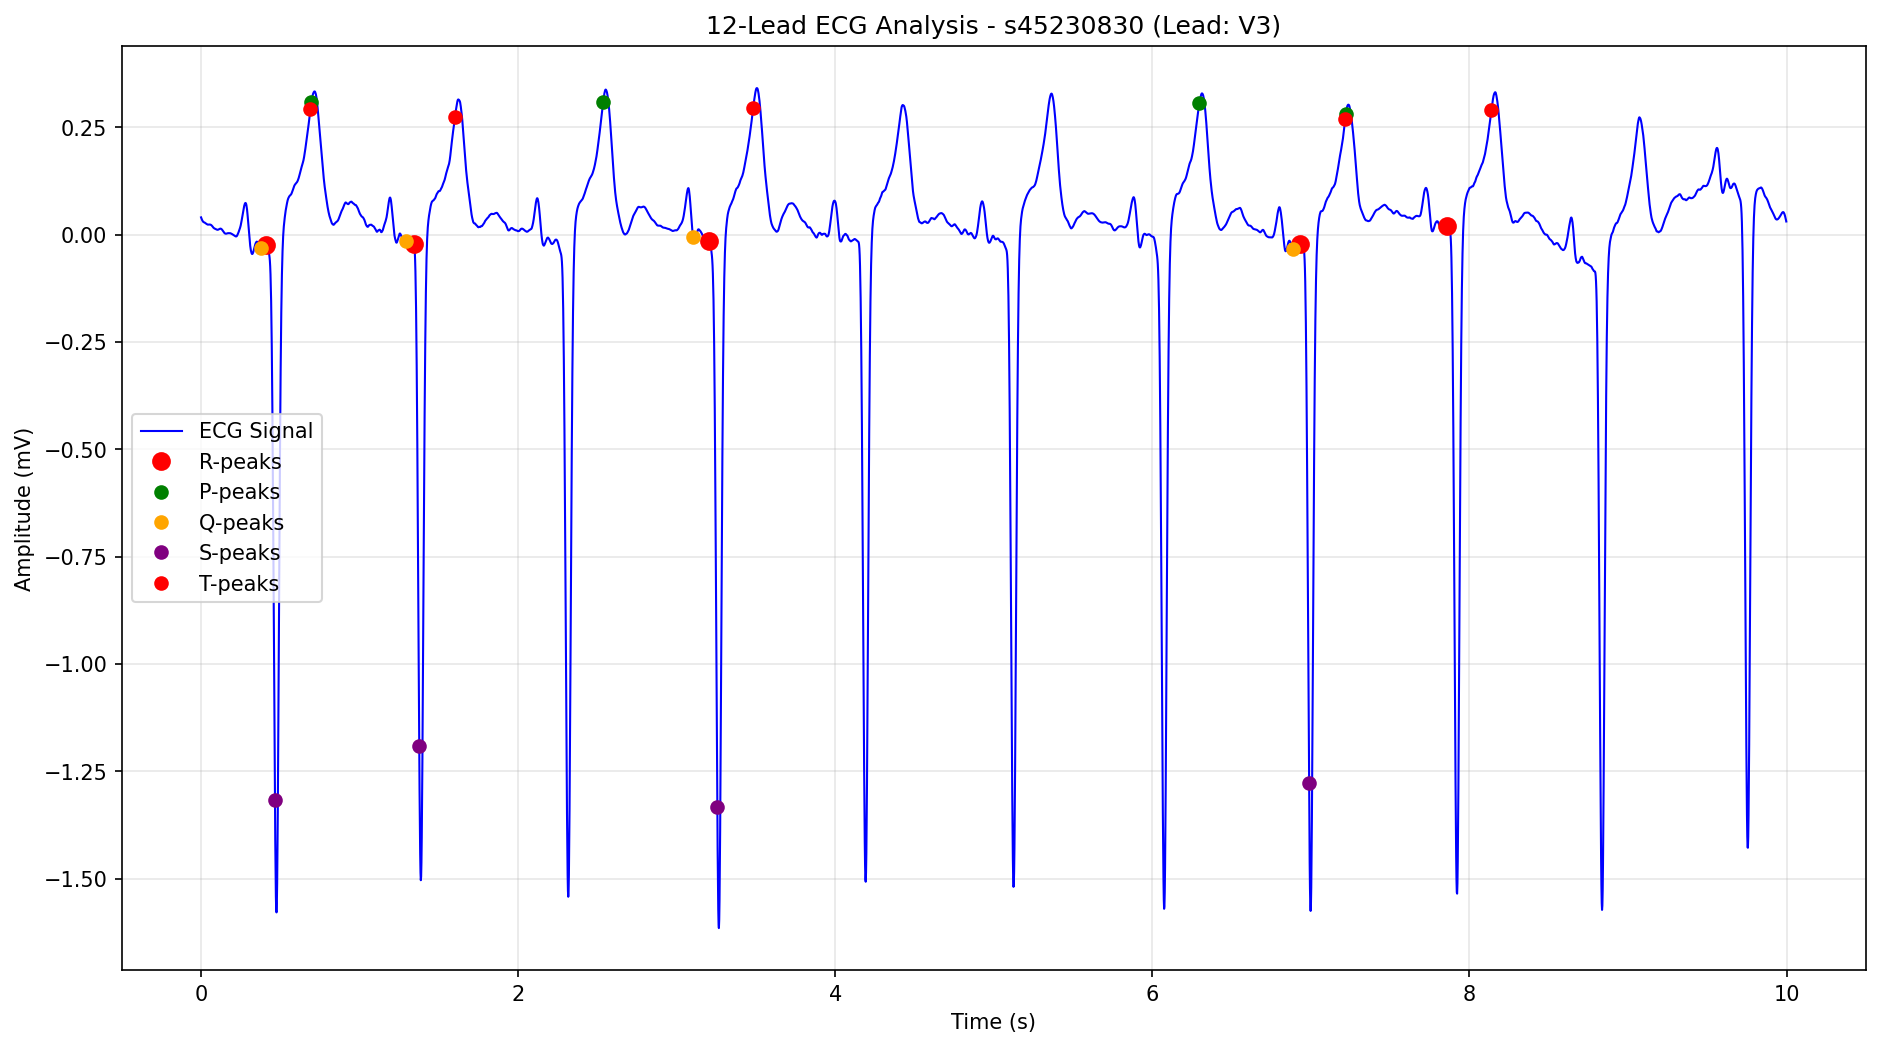 12-Lead ECG Analysis - s45230830 (Lead: V3)
Amplitude (mV)
0.25
0.00
−0.25
−0.50
−0.75
−1.00
−1.25
−1.50
ECG Signal
R-peaks
P-peaks
Q-peaks
S-peaks
T-peaks
0 2 4 6 8 10
Time (s)